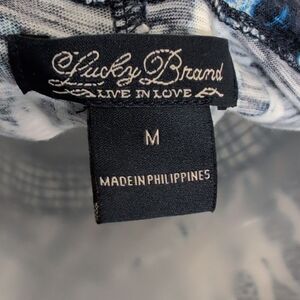 Lucky Brand
LIVE IN LOVE
M
MADE IN PHILIPPINES